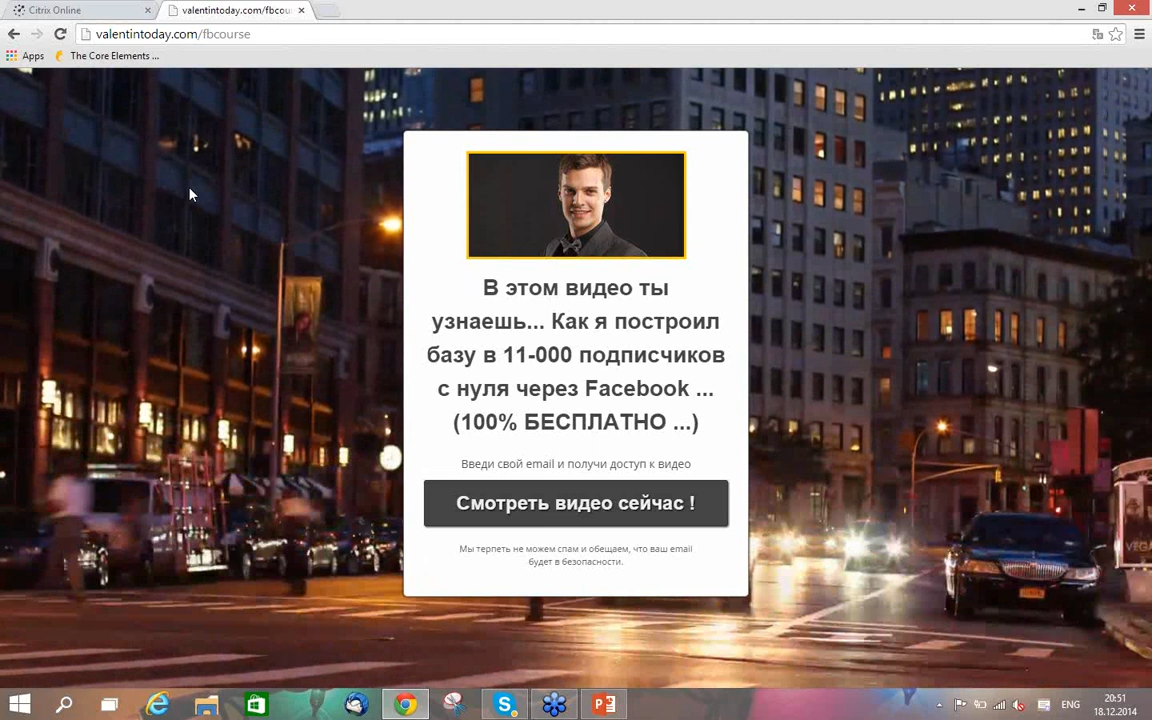 Citrix Online
valentintoday.com/fbcou
valentintoday.com/fbcourse
Apps
The Core Elements ...
В этом видео ты
узнаешь... Как я построил
базу в 11-000 подписчиков
с нуля через Facebook ...
(100% БЕСПЛАТНО ...)
Введи свой email и получи доступ к видео
Смотреть видео сейчас !
Мы терпеть не можем спам и обещаем, что ваш email
будет в безопасности.
ENG
20:51
18.12.2014